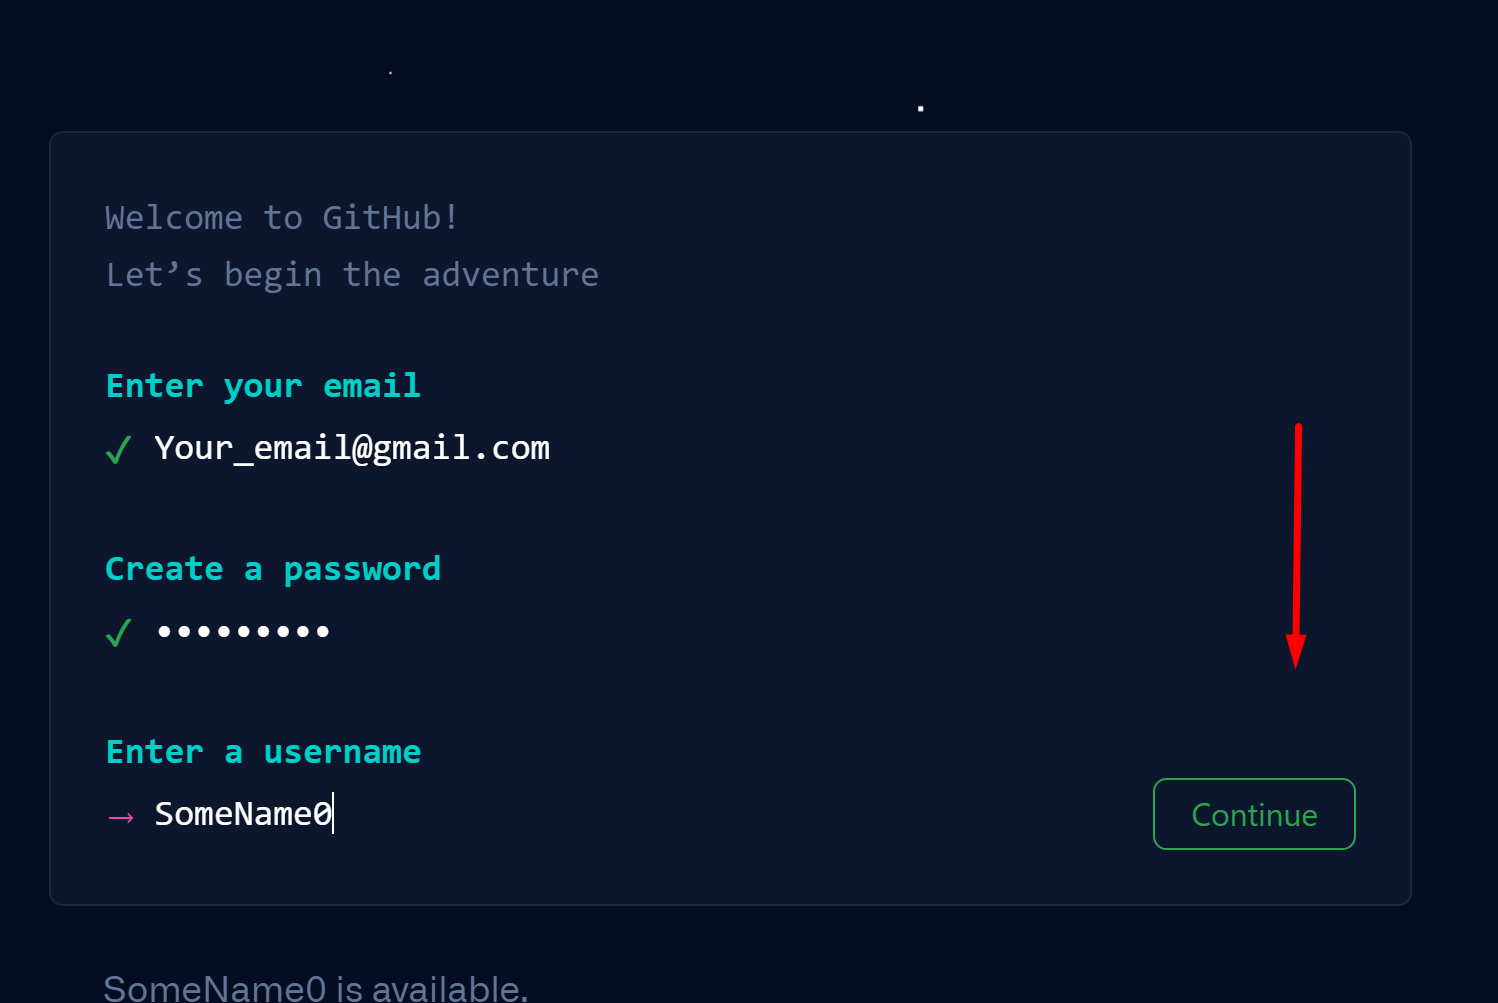 Welcome to GitHub!
Let’s begin the adventure
Enter your email
✓ Your_email@gmail.com
Create a password
✓ •••••••••
Enter a username
→ SomeName0
Continue
SomeName0 is available.